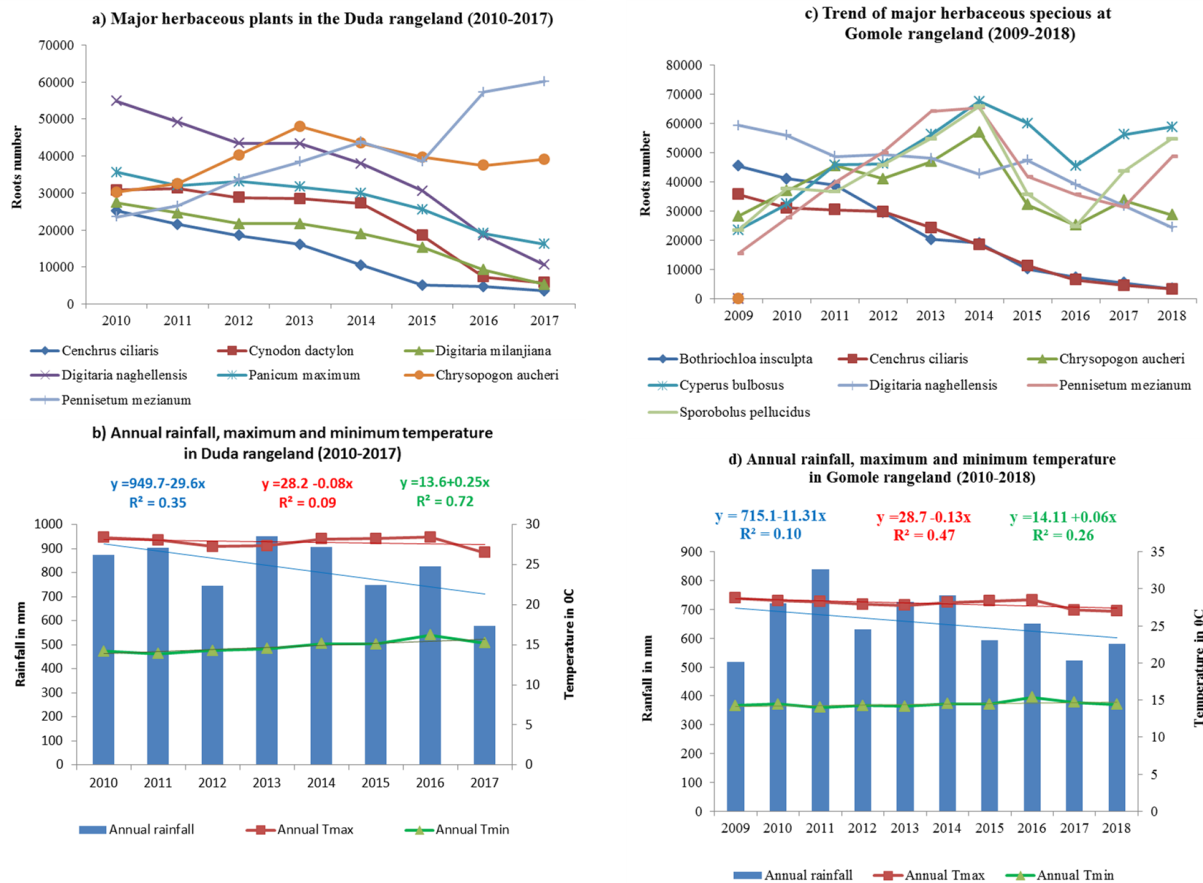 a) Major herbaceous plants in the Duda rangeland (2010-2017)
70000
60000
50000
40000
30000
20000
10000
0
Roots number
2010 2011 2012 2013 2014 2015 2016 2017
Cenchrus ciliaris Cynodon dactylon Digitaria milanjiana
Digitaria naghellensis Panicum maximum Chrysopogon aucheri
Pennisetum mezianum
b) Annual rainfall, maximum and minimum temperature
in Duda rangeland (2010-2017)
y =949.7-29.6x y =28.2 -0.08x y =13.6+0.25x
R² = 0.35 R² = 0.09 R² = 0.72
1000
900
800
700
600
500
400
300
200
100
0
Rainfall in mm
30
25
20
15
10
5
0
Temperature in 0C
2010 2011 2012 2013 2014 2015 2016 2017
Annual rainfall Annual Tmax Annual Tmin
c) Trend of major herbaceous specious at
Gomole rangeland (2009-2018)
80000
70000
60000
50000
40000
30000
20000
10000
0
Roots number
2009 2010 2011 2012 2013 2014 2015 2016 2017 2018
Bothriochloa insculpta Cenchrus ciliaris Chrysopogon aucheri
Cyperus bulbosus Digitaria naghellensis Pennisetum mezianum
Sporobolus pellucidus
d) Annual rainfall, maximum and minimum temperature
in Gomole rangeland (2010-2018)
y = 715.1-11.31x y =28.7 -0.13x y =14.11 +0.06x
R² = 0.10 R² = 0.47 R² = 0.26
900
800
700
600
500
400
300
200
100
0
Rainfall in mm
35
30
25
20
15
10
5
0
Temperature in 0C
2009 2010 2011 2012 2013 2014 2015 2016 2017 2018
Annual rainfall Annual Tmax Annual Tmin